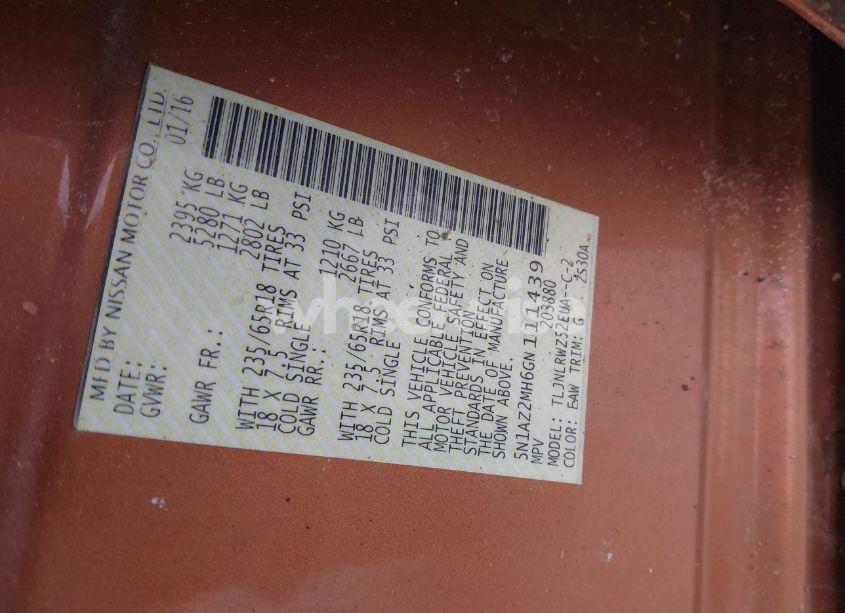 MFD BY NISSAN MOTOR CO., LTD.
DATE: 01/16
GVWR: 2395 KG
5280 LB
GAWR FR.: 1271 KG
2802 LB
WITH 235/65R18 TIRES
18 X 7.5 RIMS AT 33 PSI
COLD SINGLE
GAWR RR.: 1210 KG
2667 LB
WITH 235/65R18 TIRES
18 X 7.5 RIMS AT 33 PSI
COLD SINGLE
THIS VEHICLE CONFORMS TO
ALL APPLICABLE FEDERAL
MOTOR VEHICLE SAFETY AND
THEFT PREVENTION
STANDARDS IN EFFECT ON
THE DATE OF MANUFACTURE
SHOWN ABOVE.
5N1AZ2MH6GN111439
MPV 03880
MODEL: TLJNLRWZ52EUA--C-2
COLOR: EAW TRIM: G 2S30A